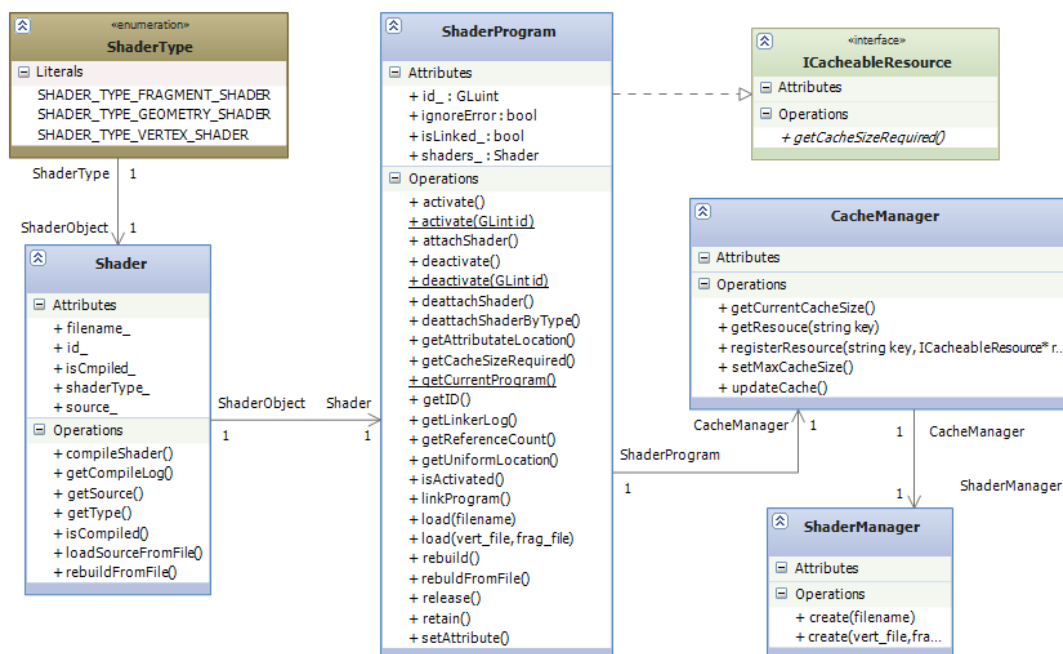 «enumeration»
ShaderType
Literals
SHADER_TYPE_FRAGMENT_SHADER
SHADER_TYPE_GEOMETRY_SHADER
SHADER_TYPE_VERTEX_SHADER
ShaderType 1
ShaderObject 1
Shader
Attributes
+ filename_
+ id_
+ isCmpiled_
+ shaderType_
+ source_
Operations
+ compileShader()
+ getCompileLog()
+ getSource()
+ getType()
+ isCompiled()
+ loadSourceFromFile()
+ rebuildFromFile()
ShaderObject Shader
1 1
ShaderProgram
Attributes
+ id_ : GLuint
+ ignoreError : bool
+ isLinked_ : bool
+ shaders_ : Shader
Operations
+ activate()
+ activate(GLint id)
+ attachShader()
+ deactivate()
+ deactivate(GLint id)
+ deattachShader()
+ deattachShaderByType()
+ getAttributateLocation()
+ getCacheSizeRequired()
+ getCurrentProgram()
+ getID()
+ getLinkerLog()
+ getReferenceCount()
+ getUniformLocation()
+ isActivated()
+ linkProgram()
+ load(filename)
+ load(vert_file,frag_file)
+ rebuild()
+ rebuldFromFile()
+ release()
+ retain()
+ setAttribute()
«interface»
ICacheableResource
Attributes
Operations
+ getCacheSizeRequired()
CacheManager
Attributes
Operations
+ getCurrentCacheSize()
+ getResouce(string key)
+ registerResource(string key, ICacheableResource* r...
+ setMaxCacheSize()
+ updateCache()
CacheManager 1
ShaderProgram
1
1 CacheManager
ShaderManager
1
ShaderManager
Attributes
Operations
+ create(filename)
+ create(vert_file,fra...